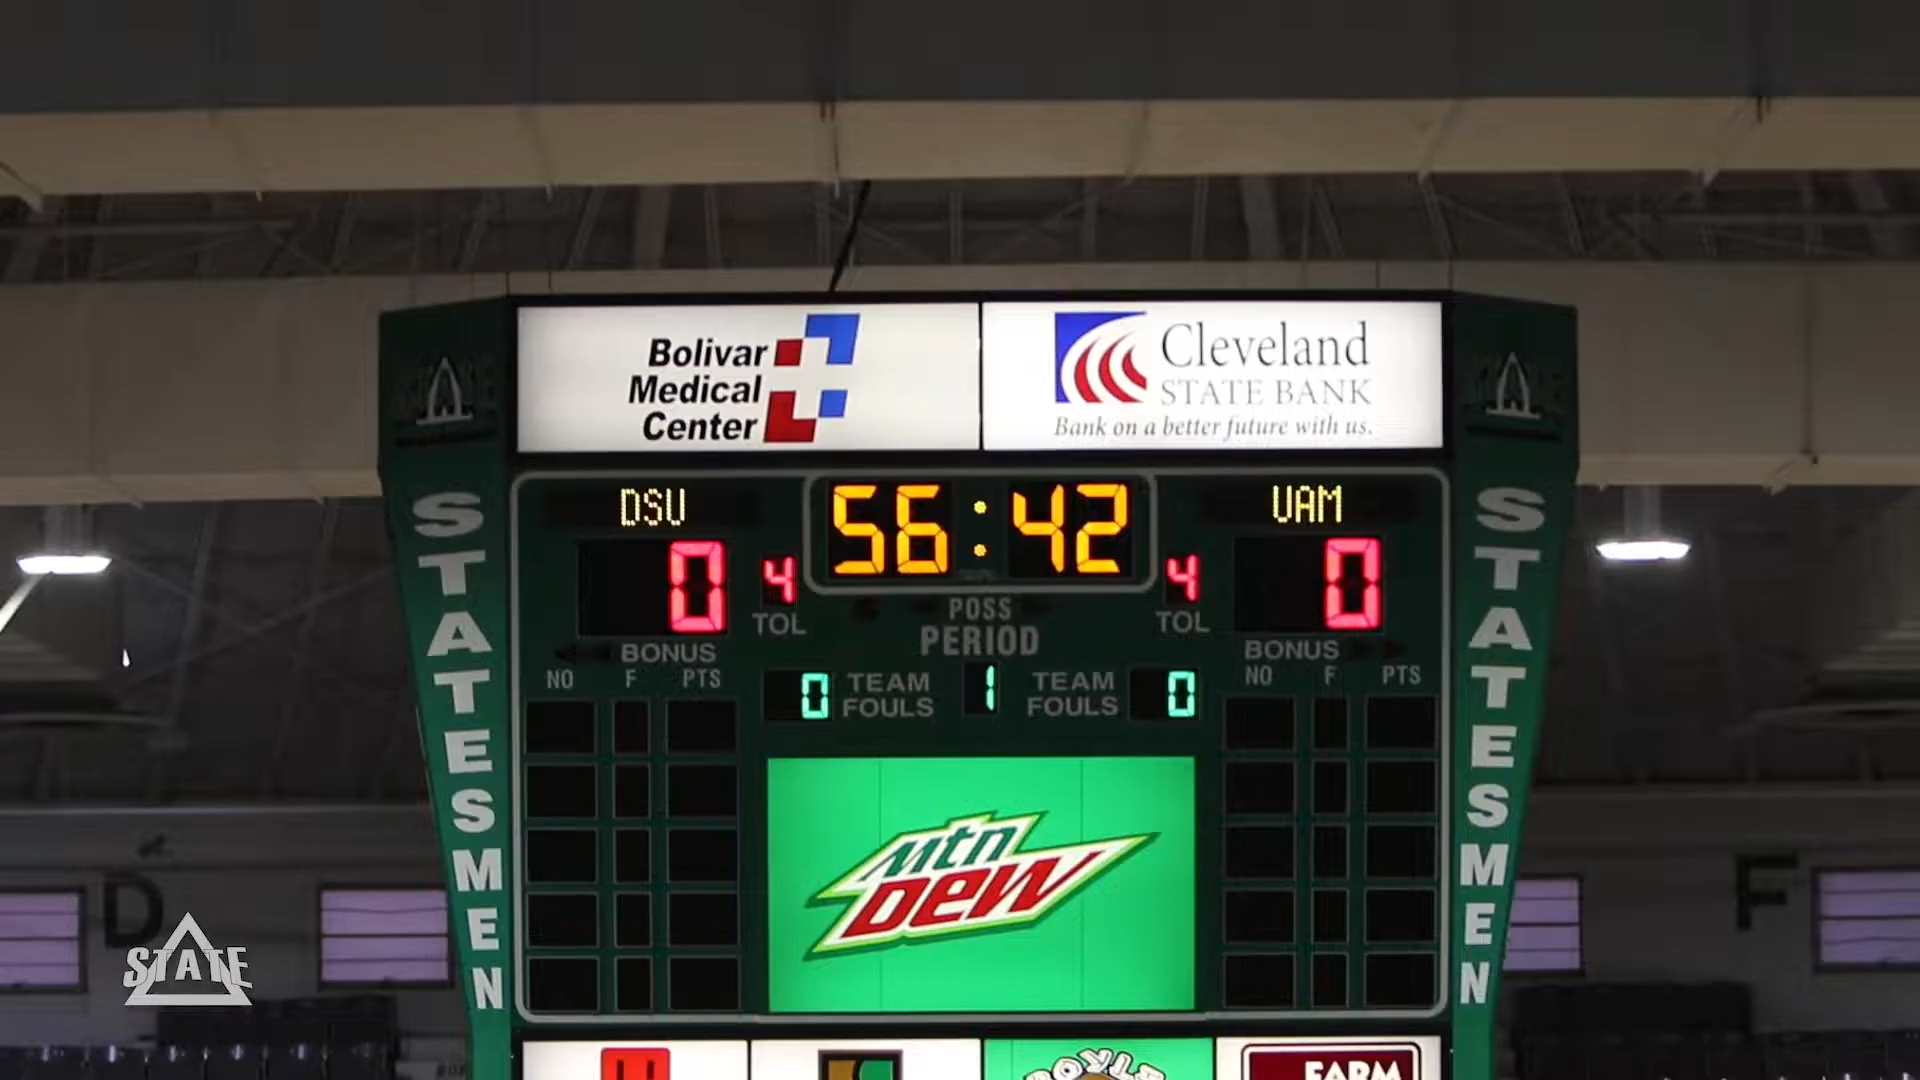 Bolivar
Medical
Center
Cleveland
STATE BANK
Bank on a better future with us.
STATESMEN
DSU
56:42
UAM
STATESMEN
0
4
4
0
TOL
POSS
TOL
PERIOD
BONUS
BONUS
NO F PTS
0
TEAM
FOULS
1
TEAM
FOULS
0
NO F PTS
Mtn
DEW
D
F
STATE
BOYLE
FARM